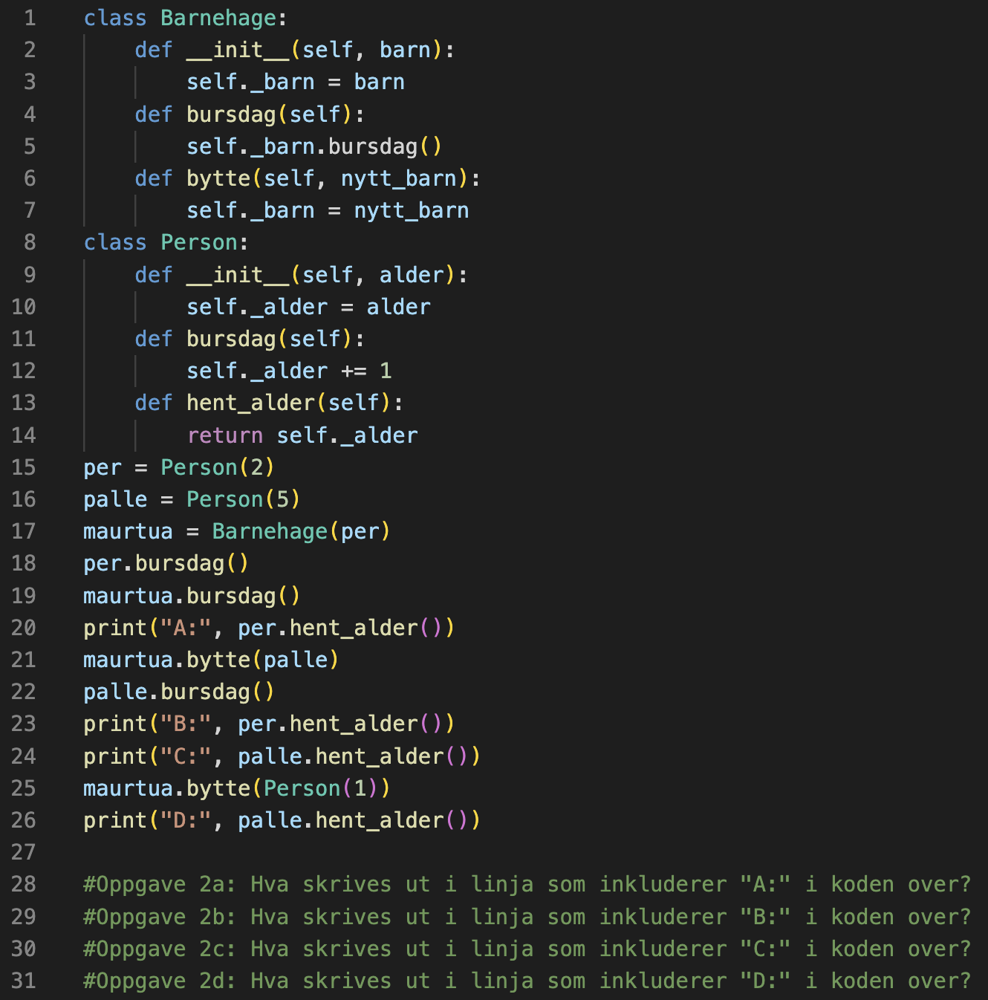 1 class Barnehage:
2     def __init__(self, barn):
3         self._barn = barn
4     def bursdag(self):
5         self._barn.bursdag()
6     def bytte(self, nytt_barn):
7         self._barn = nytt_barn
8 class Person:
9     def __init__(self, alder):
10         self._alder = alder
11     def bursdag(self):
12         self._alder += 1
13     def hent_alder(self):
14         return self._alder
15 per = Person(2)
16 palle = Person(5)
17 maurtua = Barnehage(per)
18 per.bursdag()
19 maurtua.bursdag()
20 print("A:", per.hent_alder())
21 maurtua.bytte(palle)
22 palle.bursdag()
23 print("B:", per.hent_alder())
24 print("C:", palle.hent_alder())
25 maurtua.bytte(Person(1))
26 print("D:", palle.hent_alder())
27
28 #Oppgave 2a: Hva skrives ut i linja som inkluderer "A:" i koden over?
29 #Oppgave 2b: Hva skrives ut i linja som inkluderer "B:" i koden over?
30 #Oppgave 2c: Hva skrives ut i linja som inkluderer "C:" i koden over?
31 #Oppgave 2d: Hva skrives ut i linja som inkluderer "D:" i koden over?